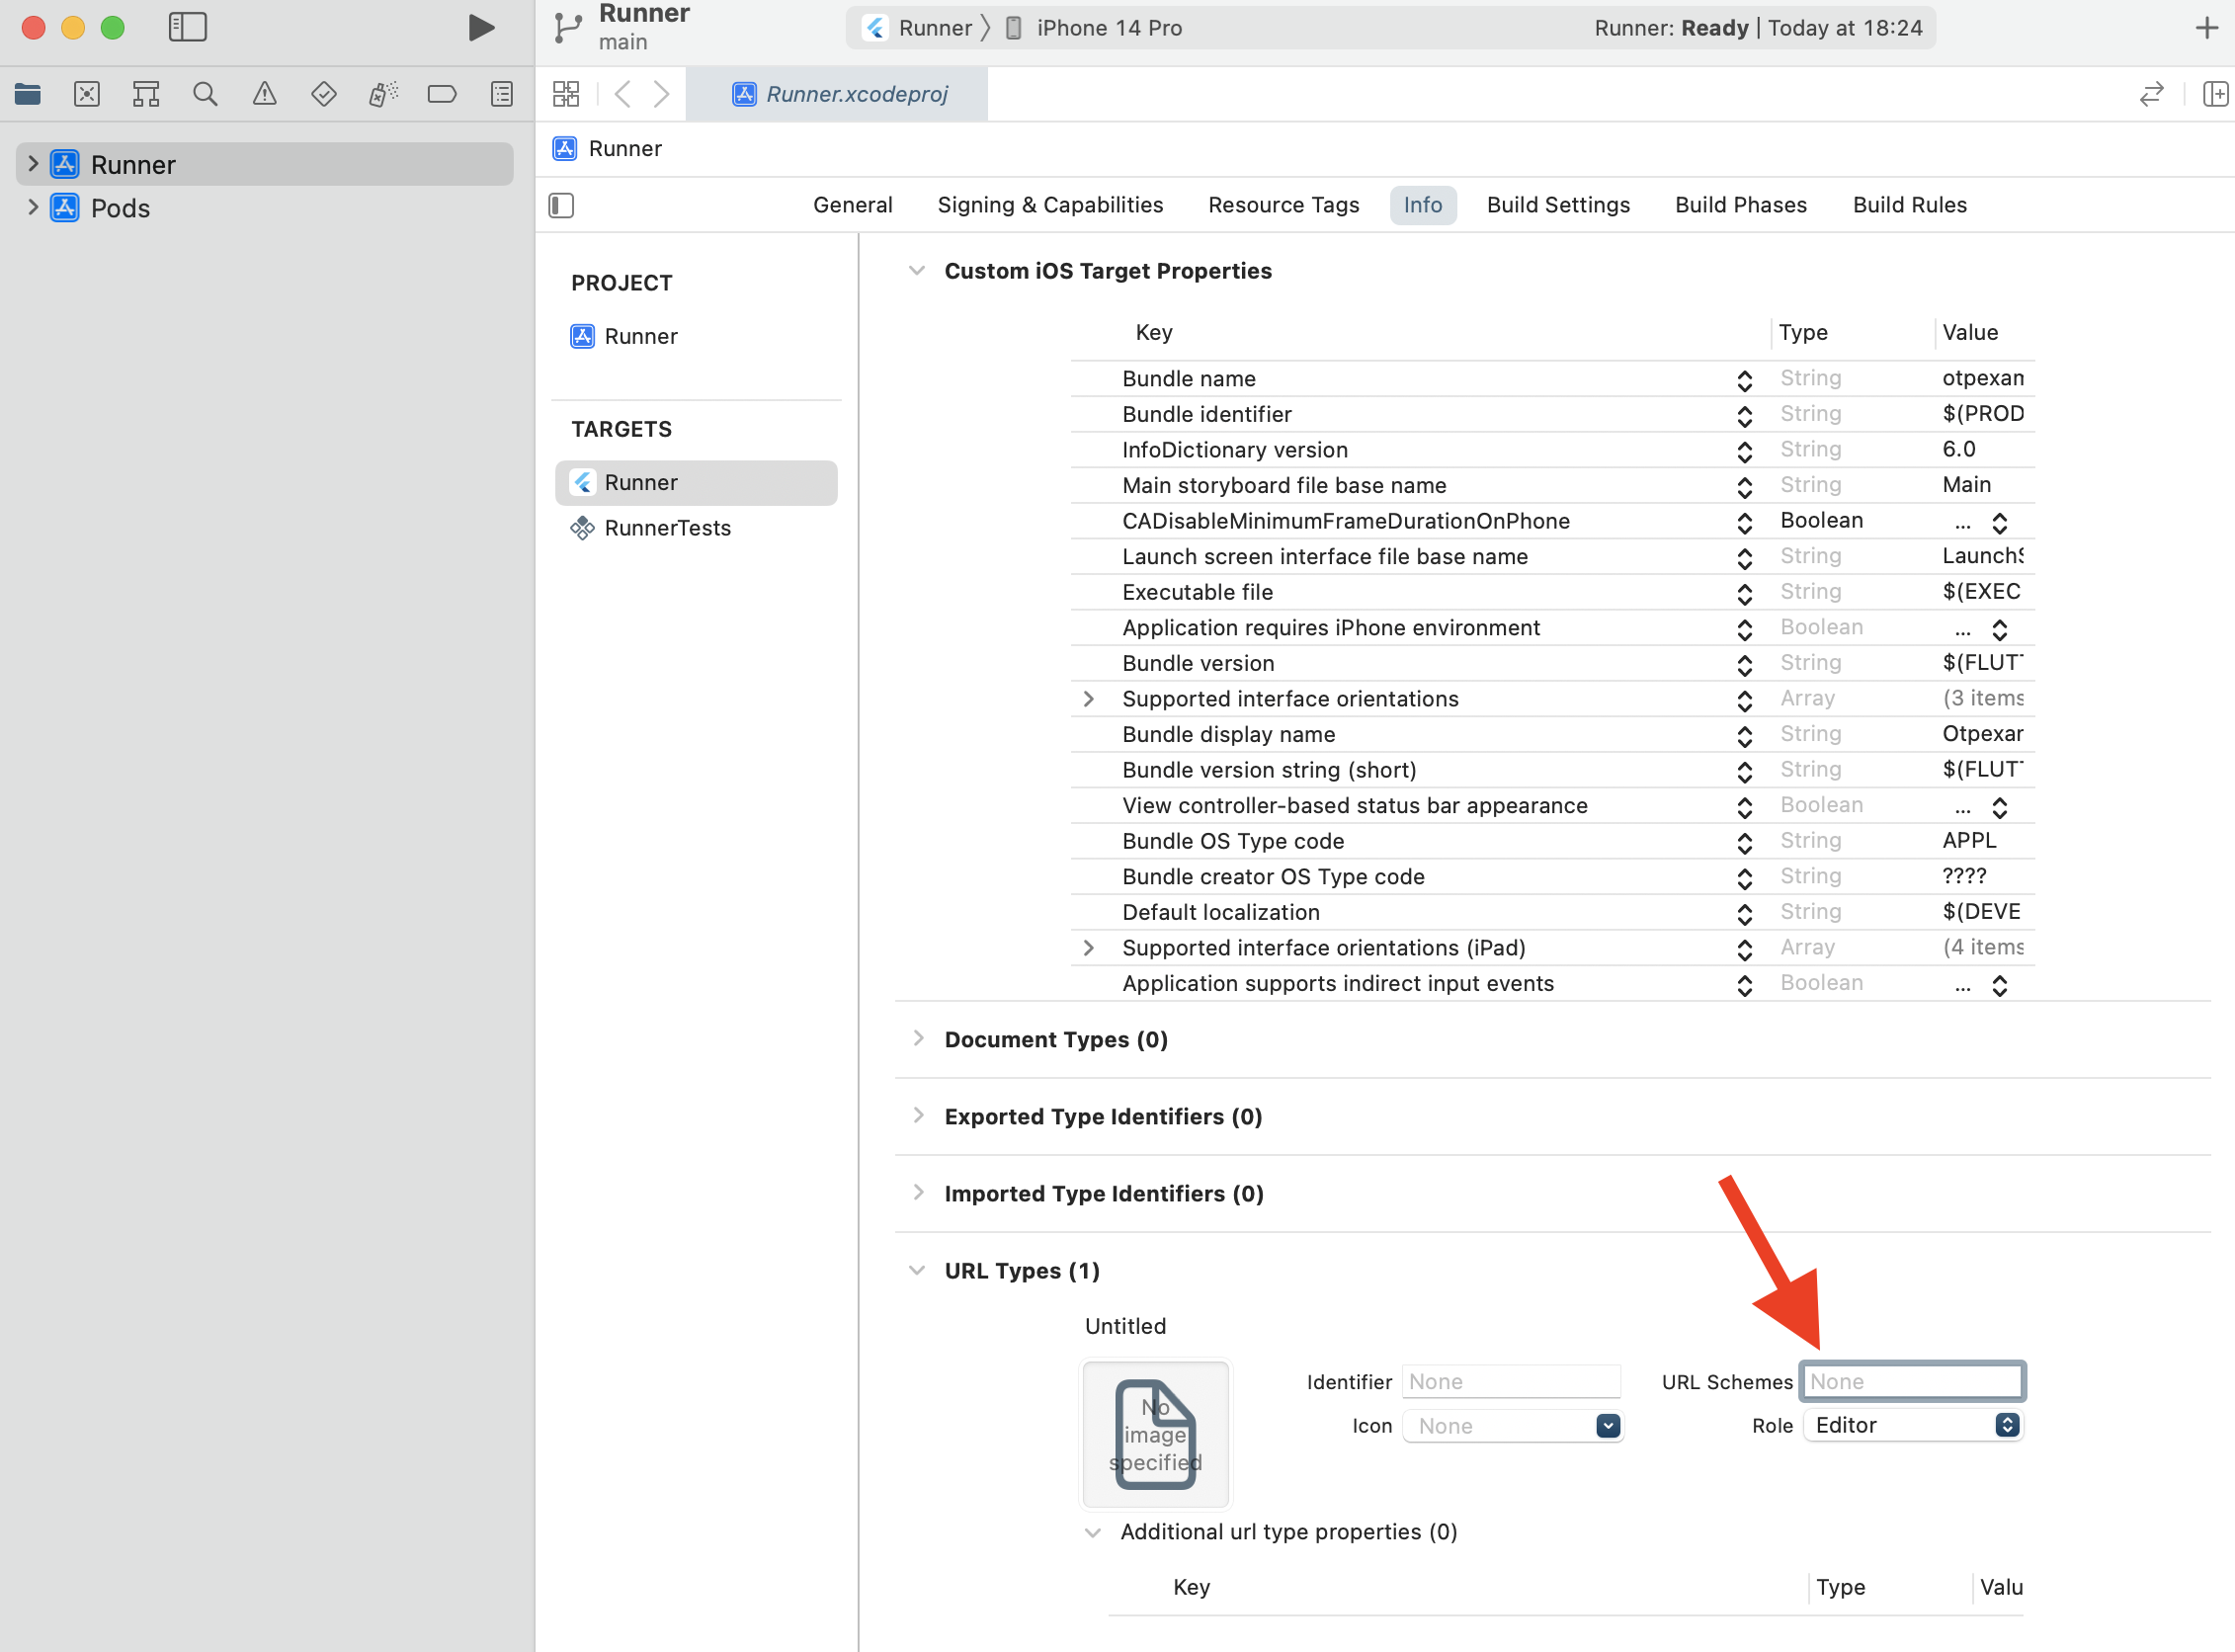 Runner
main
Runner 〉 iPhone 14 Pro
Runner: Ready | Today at 18:24
Runner.xcodeproj
Runner
Pods
Runner
General Signing & Capabilities Resource Tags Info Build Settings Build Phases Build Rules
PROJECT
Runner
TARGETS
Runner
RunnerTests
Custom iOS Target Properties
Key Type Value
Bundle name String otpexam
Bundle identifier String $(PROD
InfoDictionary version String 6.0
Main storyboard file base name String Main
CADisableMinimumFrameDurationOnPhone Boolean ...
Launch screen interface file base name String LaunchS
Executable file String $(EXEC
Application requires iPhone environment Boolean ...
Bundle version String $(FLUTT
Supported interface orientations Array (3 items
Bundle display name String Otpexar
Bundle version string (short) String $(FLUTT
View controller-based status bar appearance Boolean ...
Bundle OS Type code String APPL
Bundle creator OS Type code String ????
Default localization String $(DEVE
Supported interface orientations (iPad) Array (4 items
Application supports indirect input events Boolean ...
Document Types (0)
Exported Type Identifiers (0)
Imported Type Identifiers (0)
URL Types (1)
Untitled
No
image
specified
Identifier None URL Schemes None
Icon None Role Editor
Additional url type properties (0)
Key Type Valu